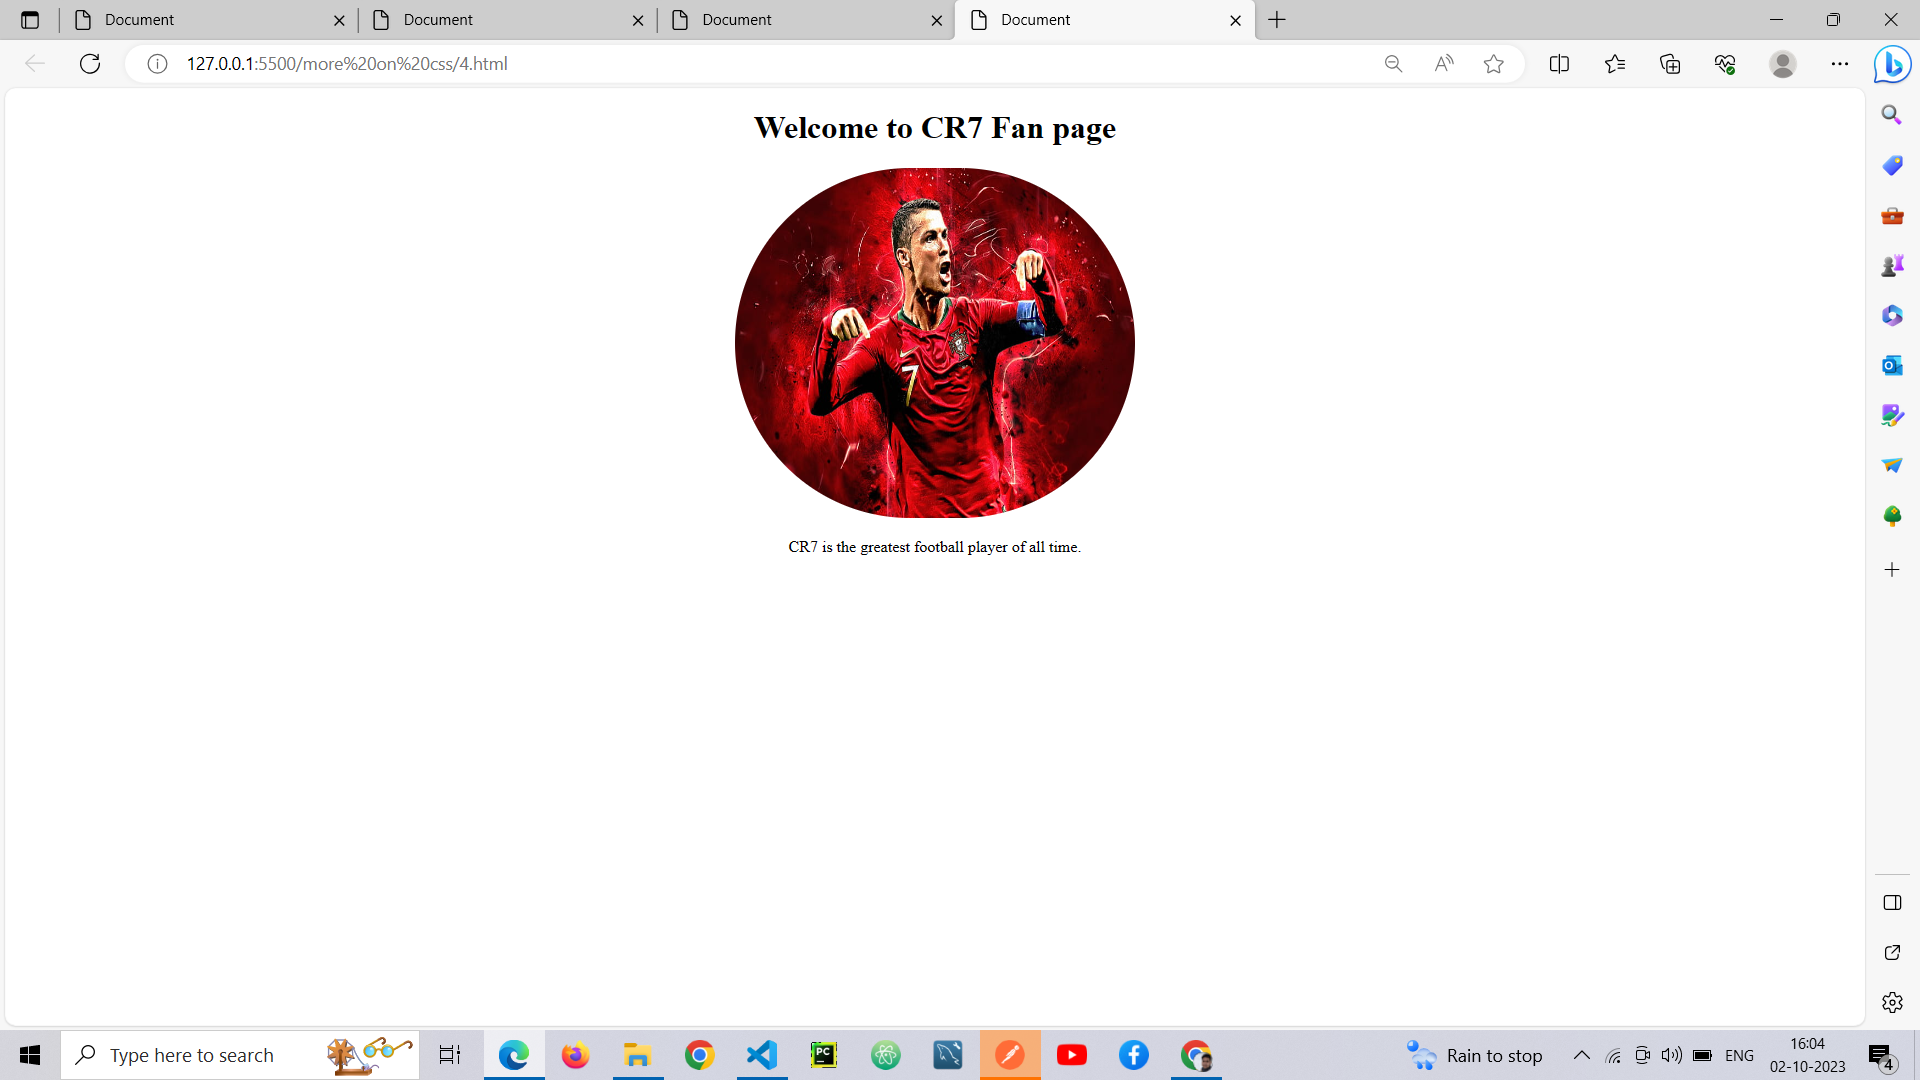 Document
Document
Document
Document
127.0.0.1:5500/more%20on%20css/4.html
Welcome to CR7 Fan page
7
CR7 is the greatest football player of all time.
Type here to search
PC
Rain to stop
ENG
16:04
02-10-2023
4